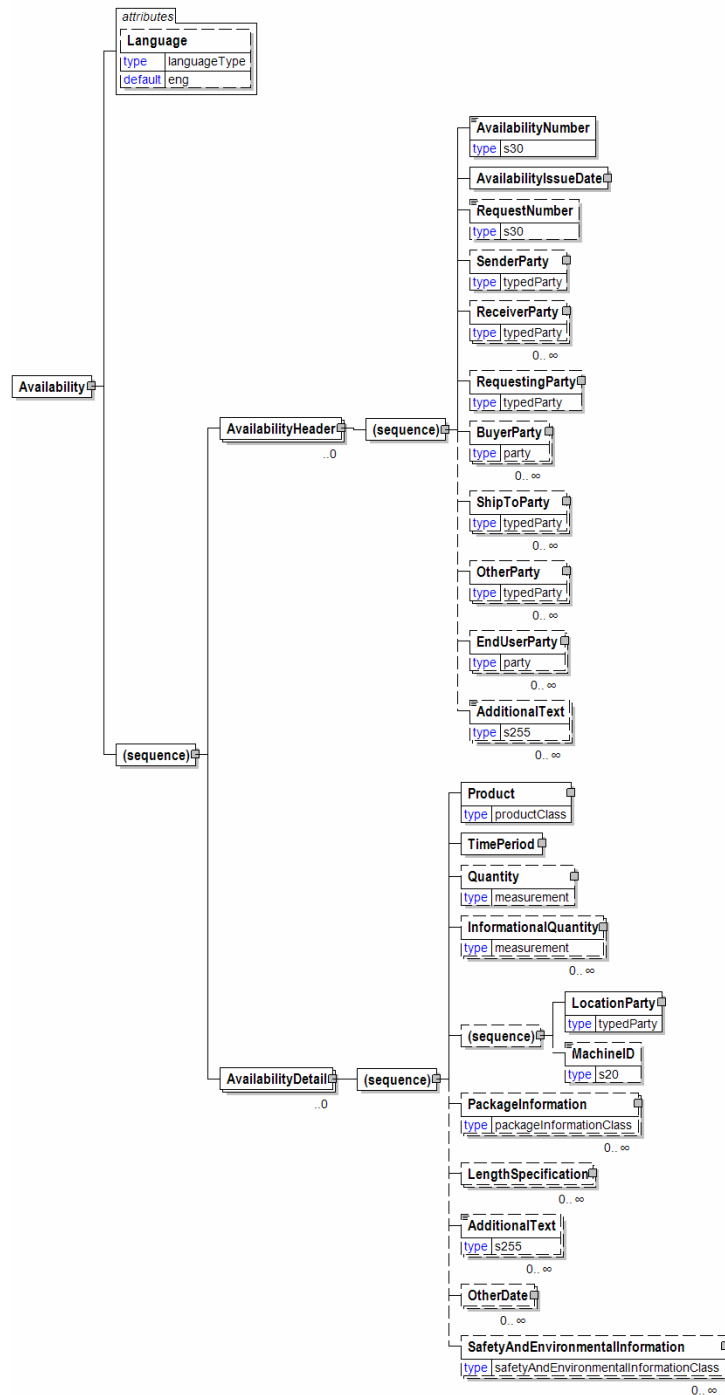 attributes
Language
type languageType
default eng
AvailabilityNumber
type s30
AvailabilityIssueDate
RequestNumber
type s30
SenderParty
type typedParty
ReceiverParty
type typedParty
0.. ∞
Availability
RequestingParty
type typedParty
AvailabilityHeader
..0
(sequence)
BuyerParty
type party
0.. ∞
ShipToParty
type typedParty
0.. ∞
OtherParty
type typedParty
0.. ∞
EndUserParty
type party
0.. ∞
AdditionalText
type s255
0.. ∞
(sequence)
Product
type productClass
TimePeriod
Quantity
type measurement
InformationalQuantity
type measurement
0.. ∞
(sequence)
LocationParty
type typedParty
MachineID
type s20
AvailabilityDetail
..0
(sequence)
PackageInformation
type packageInformationClass
0.. ∞
LengthSpecification
0.. ∞
AdditionalText
type s255
0.. ∞
OtherDate
0.. ∞
SafetyAndEnvironmentalInformation
type safetyAndEnvironmentalInformationClass
0.. ∞